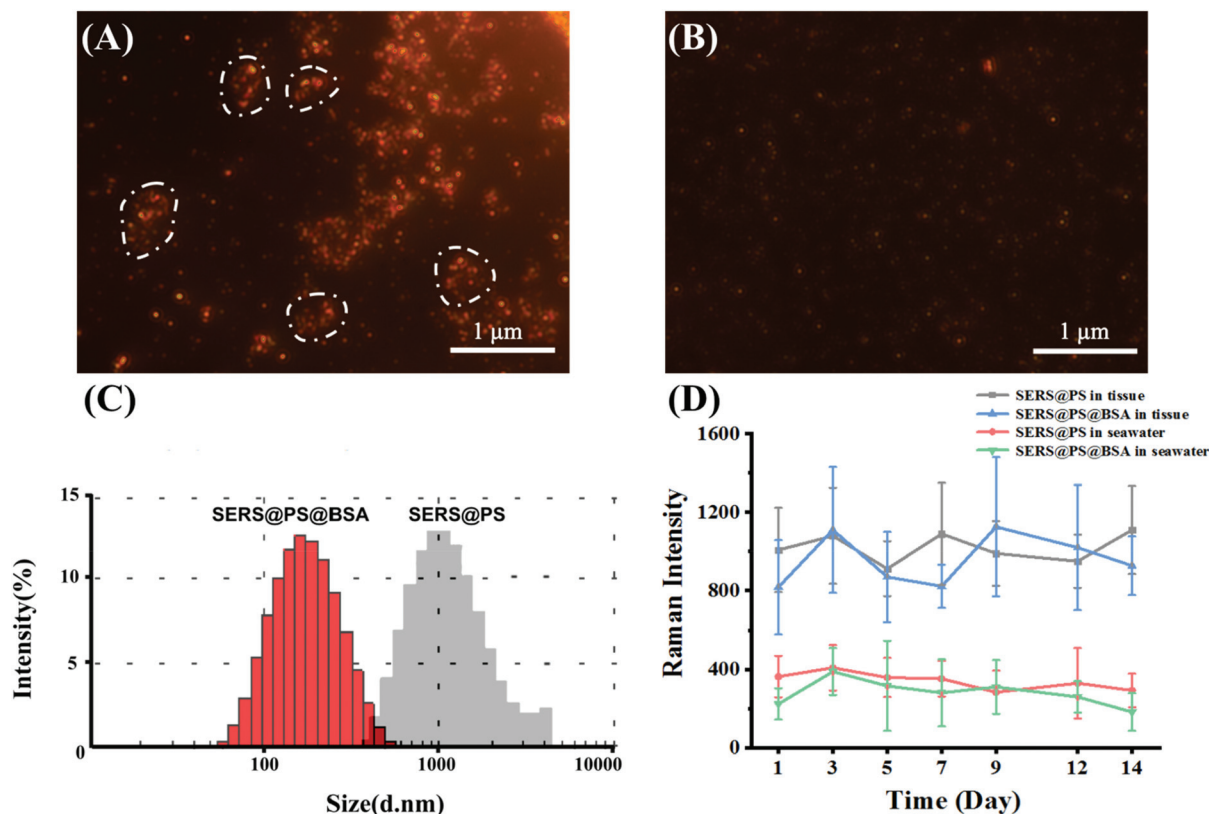 (A)
1 μm
(B)
1 μm
(C)
SERS@PS@BSA SERS@PS
15
10
5
0
100 1000 10000
Intensity(%)
Size(d.nm)
(D)
SERS@PS in tissue
SERS@PS@BSA in tissue
SERS@PS in seawater
SERS@PS@BSA in seawater
1600
1200
800
400
0
1 3 5 7 9 12 14
Raman Intensity
Time (Day)